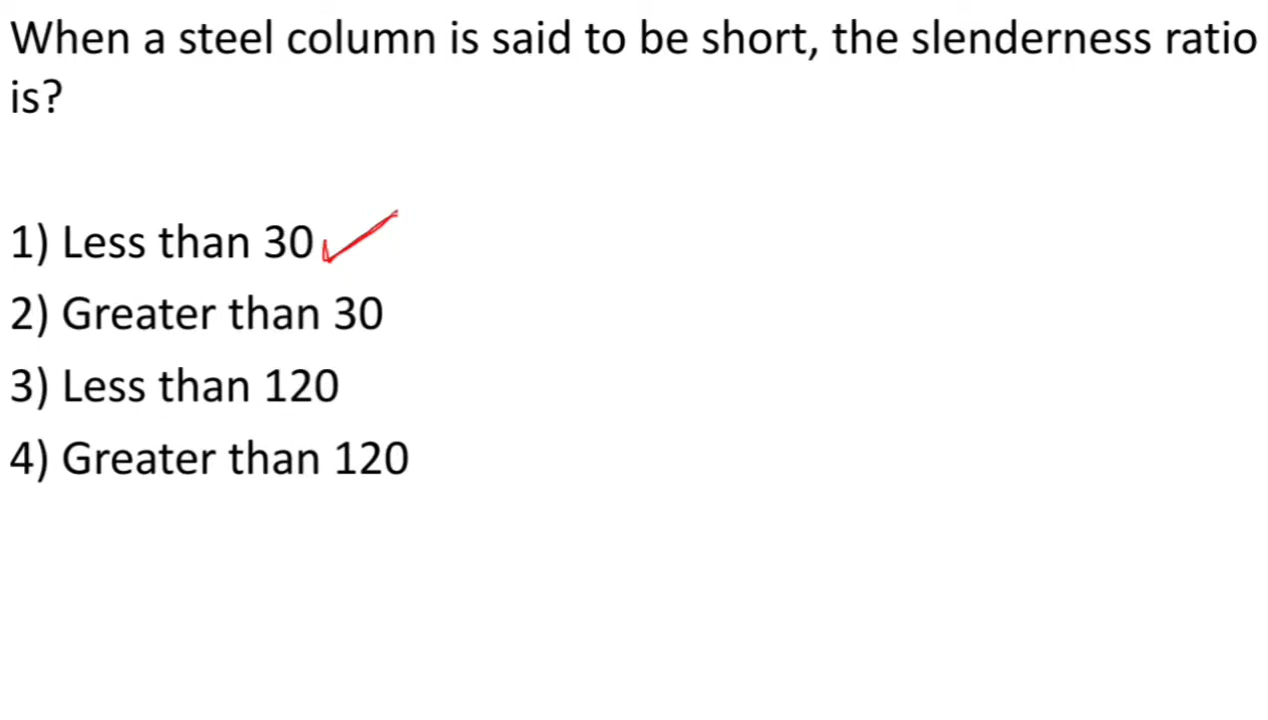 When a steel column is said to be short, the slenderness ratio
is?
1) Less than 30
2) Greater than 30
3) Less than 120
4) Greater than 120